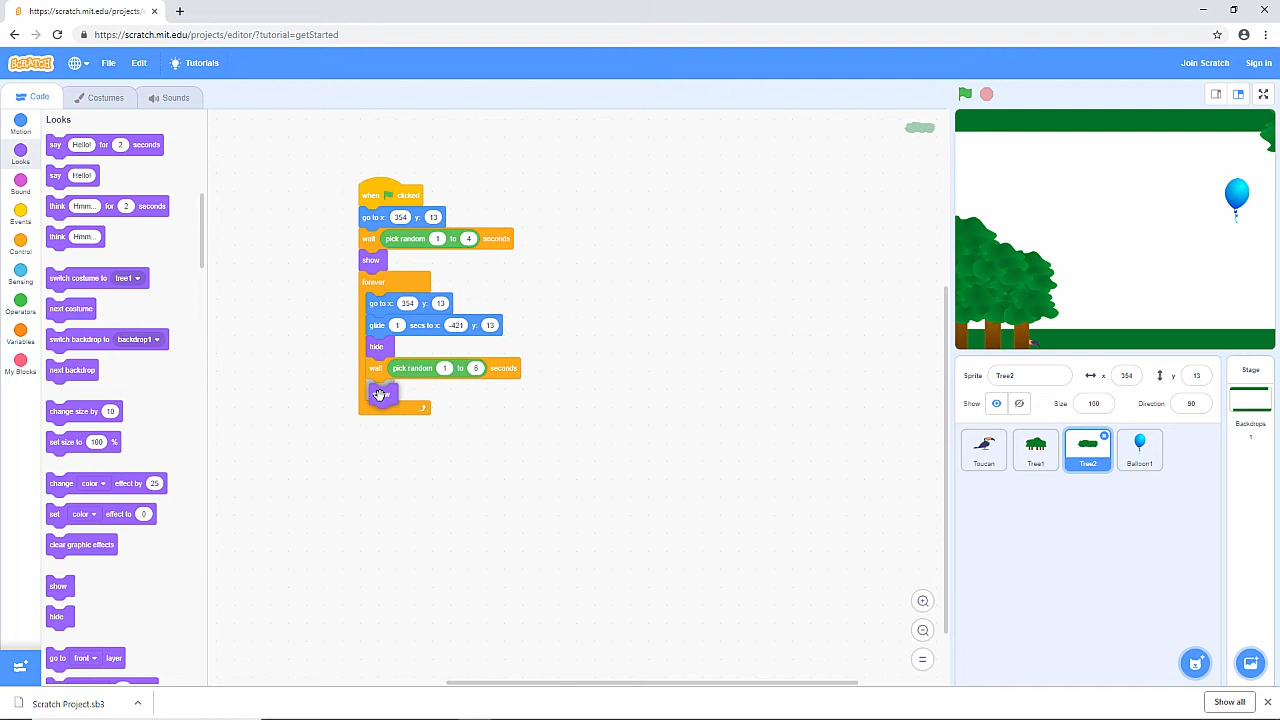 https://scratch.mit.edu/projects/
https://scratch.mit.edu/projects/editor/?tutorial=getStarted
SCRATCH File Edit Tutorials Join Scratch Sign in
Code Costumes Sounds
Motion
Looks
Sound
Events
Control
Sensing
Operators
Variables
My Blocks
Looks
say Hello! for 2 seconds
say Hello!
think Hmm... for 2 seconds
think Hmm...
switch costume to tree1
next costume
switch backdrop to backdrop1
next backdrop
change size by 10
set size to 100 %
change color effect by 25
set color effect to 0
clear graphic effects
show
hide
go to front layer
when clicked
go to x: 354 y: 13
wait pick random 1 to 4 seconds
show
forever
go to x: 354 y: 13
glide 1 secs to x: -421 y: 13
hide
wait pick random 1 to 6 seconds
Sprite Tree2 x 354 y 13
Show Size 100 Direction 90
Toucan Tree1 Tree2 Balloon1
Stage
Backdrops
1
Scratch Project.sb3 Show all